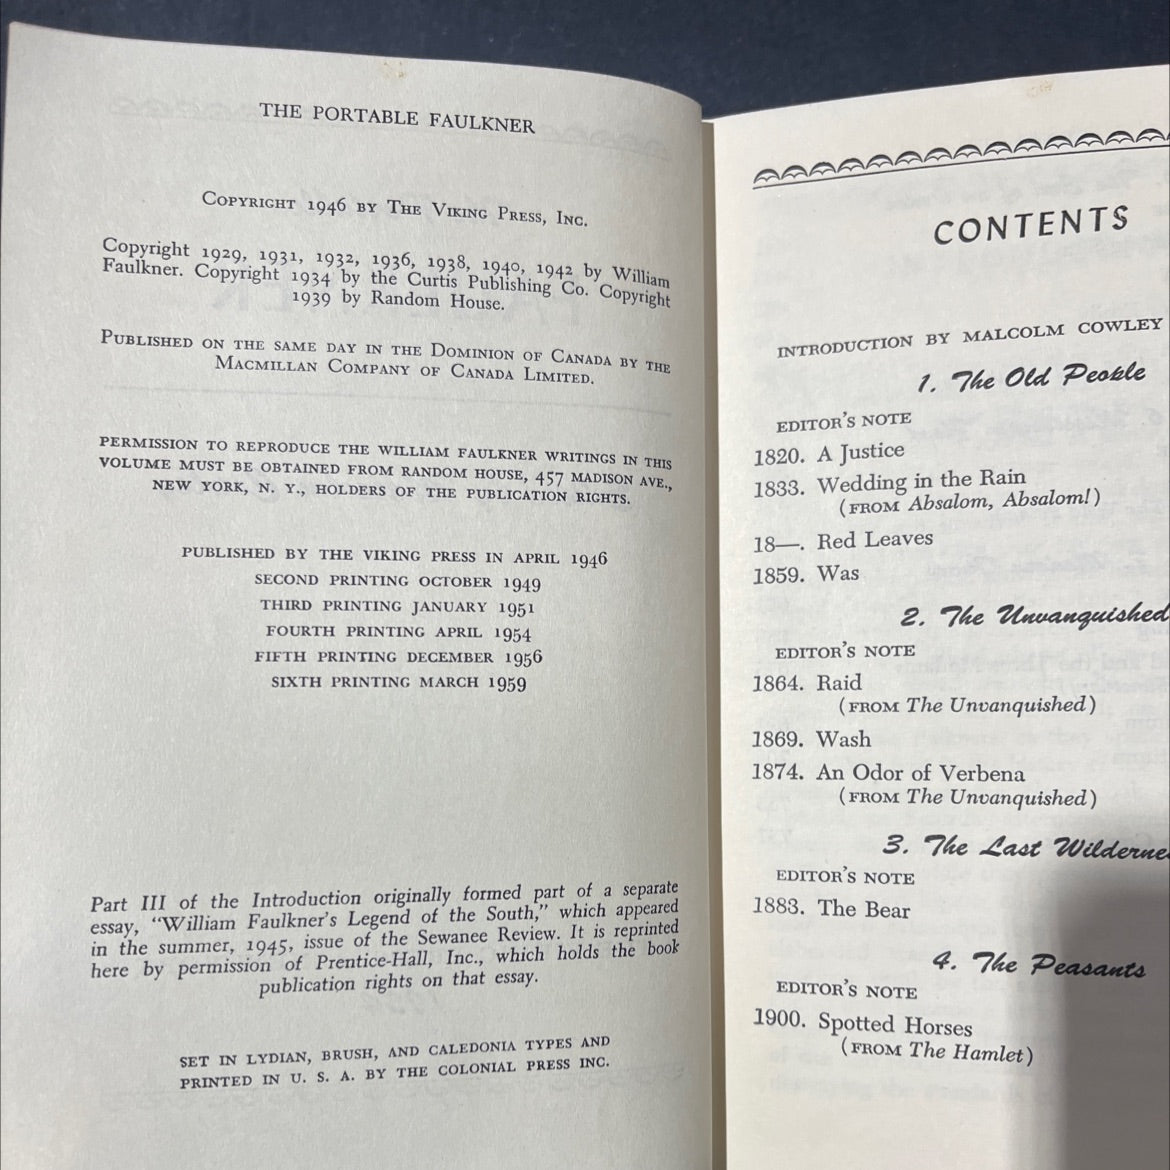 THE PORTABLE FAULKNER
COPYRIGHT 1946 BY THE VIKING PRESS, INC.
Copyright 1929, 1931, 1932, 1936, 1938, 1940, 1942 by William
Faulkner. Copyright 1934 by the Curtis Publishing Co. Copyright
1939 by Random House.
PUBLISHED ON THE SAME DAY IN THE DOMINION OF CANADA BY THE
MACMILLAN COMPANY OF CANADA LIMITED.
PERMISSION TO REPRODUCE THE WILLIAM FAULKNER WRITINGS IN THIS
VOLUME MUST BE OBTAINED FROM RANDOM HOUSE, 457 MADISON AVE.,
NEW YORK, N. Y., HOLDERS OF THE PUBLICATION RIGHTS.
PUBLISHED BY THE VIKING PRESS IN APRIL 1946
SECOND PRINTING OCTOBER 1949
THIRD PRINTING JANUARY 1951
FOURTH PRINTING APRIL 1954
FIFTH PRINTING DECEMBER 1956
SIXTH PRINTING MARCH 1959
Part III of the Introduction originally formed part of a separate
essay, "William Faulkner's Legend of the South," which appeared
in the summer, 1945, issue of the Sewanee Review. It is reprinted
here by permission of Prentice-Hall, Inc., which holds the book
publication rights on that essay.
SET IN LYDIAN, BRUSH, AND CALEDONIA TYPES AND
PRINTED IN U. S. A. BY THE COLONIAL PRESS INC.
CONTENTS
INTRODUCTION BY MALCOLM COWLEY
1. The Old People
EDITOR'S NOTE
1820. A Justice
1833. Wedding in the Rain
(FROM Absalom, Absalom!)
18—. Red Leaves
1859. Was
2. The Unvanquished
EDITOR'S NOTE
1864. Raid
(FROM The Unvanquished)
1869. Wash
1874. An Odor of Verbena
(FROM The Unvanquished)
3. The Last Wilderne
EDITOR'S NOTE
1883. The Bear
4. The Peasants
EDITOR'S NOTE
1900. Spotted Horses
(FROM The Hamlet)